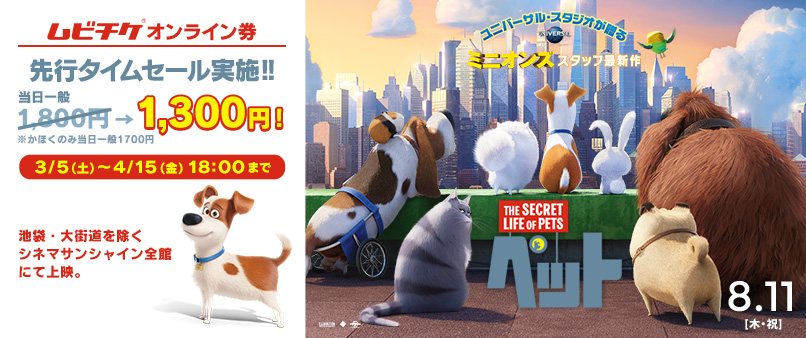 ムビチケ オンライン券
先行タイムセール実施!!
当日一般
1,800円→1,300円!
※かほくのみ当日一般1700円
3/5(土)〜4/15(金) 18:00まで
池袋・大街道を除く
シネマサンシャイン全館
にて上映。
ユニバーサル・スタジオが贈る
UNIVERSAL
ミニオンズ スタッフ最新作
THE SECRET
LIFE OF PETS
ペット
8.11
[木・祝]